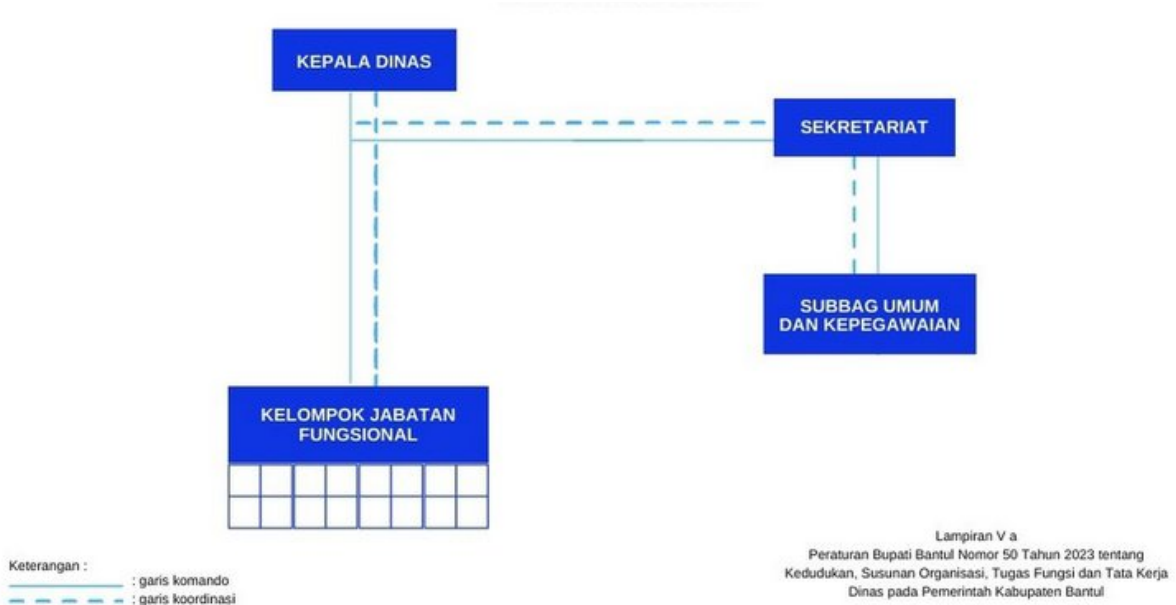 KEPALA DINAS
SEKRETARIAT
SUBBAG UMUM
DAN KEPEGAWAIAN
KELOMPOK JABATAN
FUNGSIONAL
Keterangan :
: garis komando
: garis koordinasi
Lampiran V a
Peraturan Bupati Bantul Nomor 50 Tahun 2023 tentang
Kedudukan, Susunan Organisasi, Tugas Fungsi dan Tata Kerja
Dinas pada Pemerintah Kabupaten Bantul